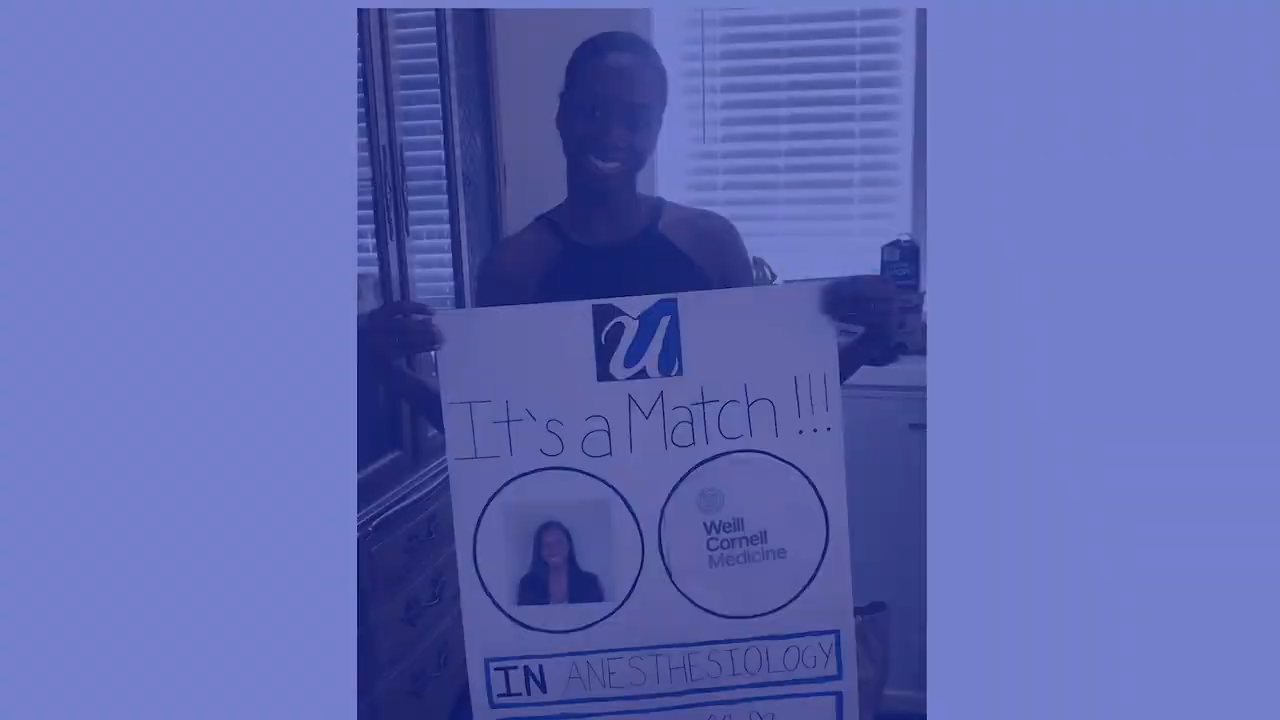 U
It's a Match!!!
Weill
Cornell
Medicine
IN ANESTHESIOLOGY